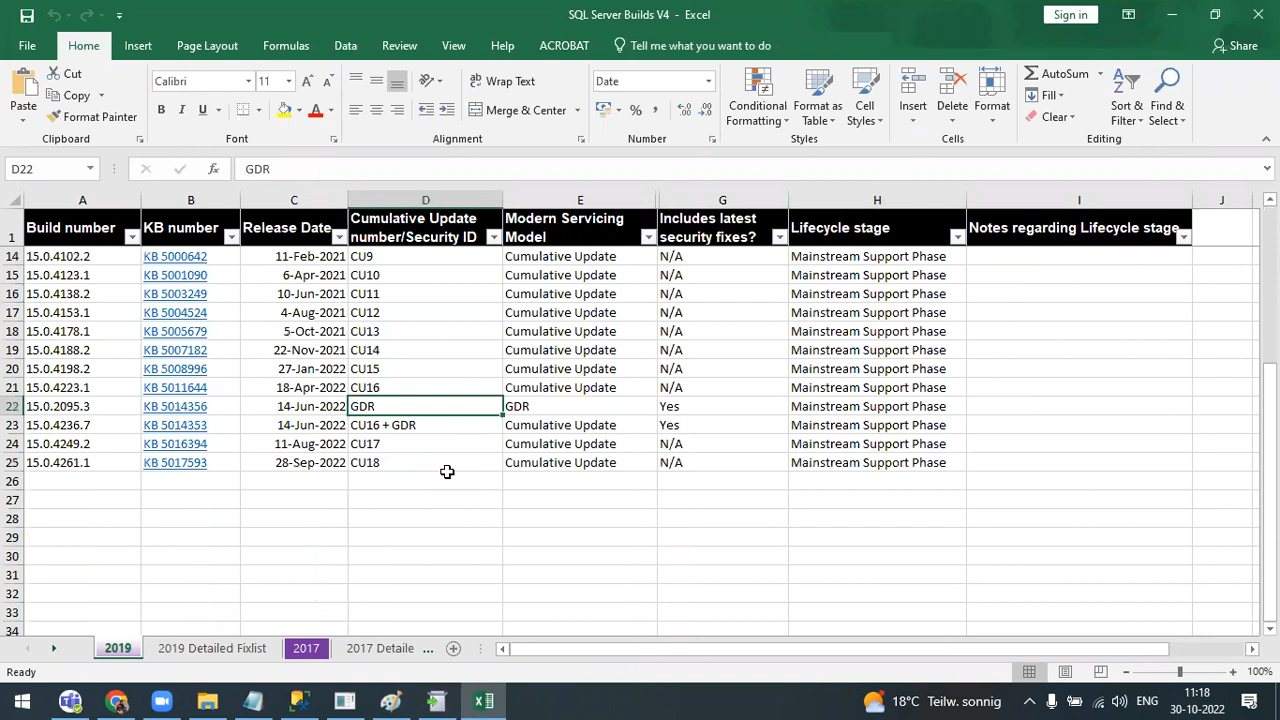 SQL Server Builds V4 - Excel
Sign in
File Home Insert Page Layout Formulas Data Review View Help ACROBAT Tell me what you want to do Share
Paste Cut Copy Format Painter Clipboard
Calibri 11 A A B I U A Font
ab Wrap Text Merge & Center Alignment
Date % , Number
Conditional Formatting Format as Table Cell Styles Styles
Insert Delete Format Cells
AutoSum Fill Clear Sort & Filter Find & Select Editing
D22 fx GDR
A B C D E G H I J
1 Build number KB number Release Date Cumulative Update number/Security ID Modern Servicing Model Includes latest security fixes? Lifecycle stage Notes regarding Lifecycle stage
14 15.0.4102.2 KB 5000642 11-Feb-2021 CU9 Cumulative Update N/A Mainstream Support Phase
15 15.0.4123.1 KB 5001090 6-Apr-2021 CU10 Cumulative Update N/A Mainstream Support Phase
16 15.0.4138.2 KB 5003249 10-Jun-2021 CU11 Cumulative Update N/A Mainstream Support Phase
17 15.0.4153.1 KB 5004524 4-Aug-2021 CU12 Cumulative Update N/A Mainstream Support Phase
18 15.0.4178.1 KB 5005679 5-Oct-2021 CU13 Cumulative Update N/A Mainstream Support Phase
19 15.0.4188.2 KB 5007182 22-Nov-2021 CU14 Cumulative Update N/A Mainstream Support Phase
20 15.0.4198.2 KB 5008996 27-Jan-2022 CU15 Cumulative Update N/A Mainstream Support Phase
21 15.0.4223.1 KB 5011644 18-Apr-2022 CU16 Cumulative Update N/A Mainstream Support Phase
22 15.0.2095.3 KB 5014356 14-Jun-2022 GDR GDR Yes Mainstream Support Phase
23 15.0.4236.7 KB 5014353 14-Jun-2022 CU16 + GDR Cumulative Update Yes Mainstream Support Phase
24 15.0.4249.2 KB 5016394 11-Aug-2022 CU17 Cumulative Update N/A Mainstream Support Phase
25 15.0.4261.1 KB 5017593 28-Sep-2022 CU18 Cumulative Update N/A Mainstream Support Phase
26
27
28
29
30
31
32
33
34
2019 2019 Detailed Fixlist 2017 2017 Detaile ...
Ready 100%
18°C Teilw. sonnig ENG 11:18
30-10-2022